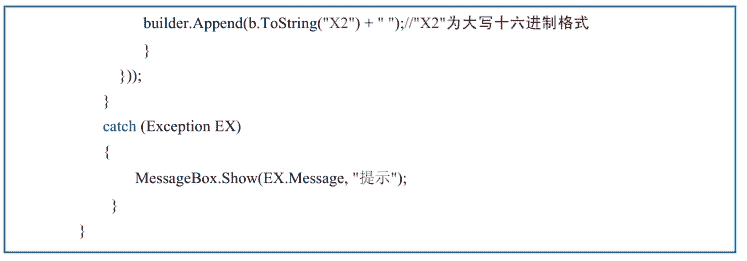 builder.Append(b.ToString("X2") + " ");//"X2"为大写十六进制格式
}
}));
}
catch (Exception EX)
{
MessageBox.Show(EX.Message, "提示");
}
}